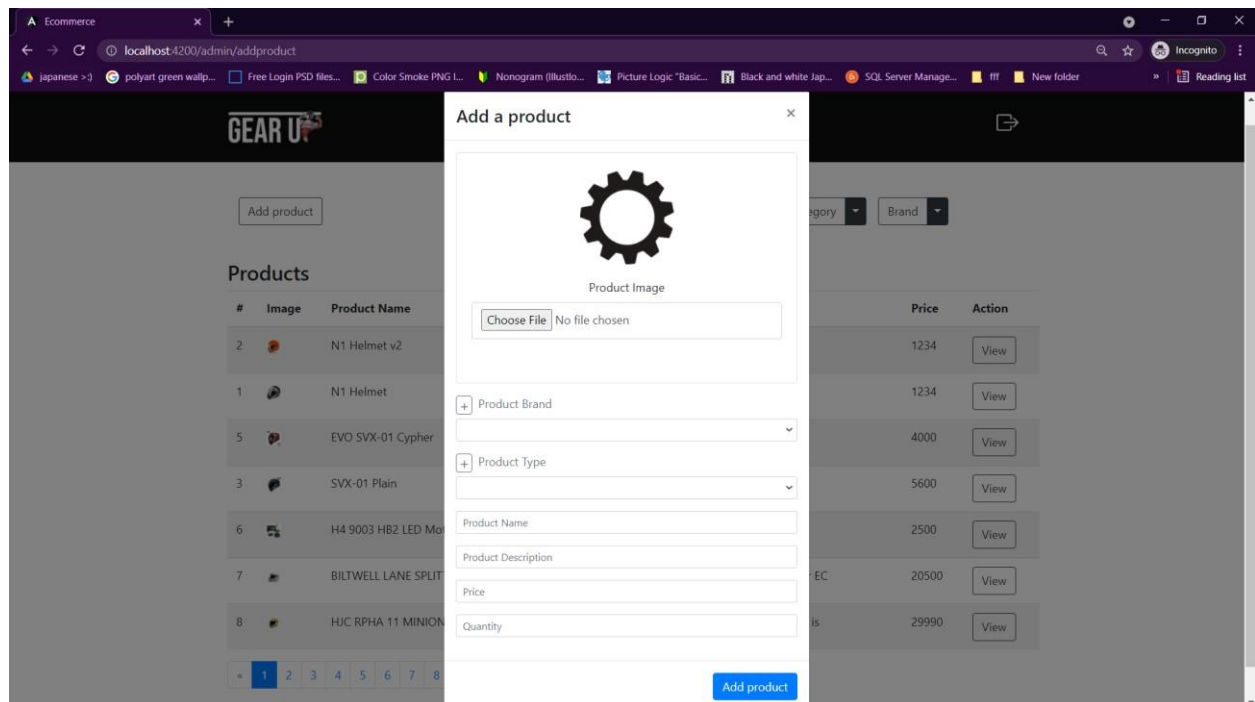 Ecommerce
localhost:4200/admin/addproduct
Incognito
japanese >:)
polyart green wallp...
Free Login PSD files...
Color Smoke PNG I...
Nonogram (Illustlo...
Picture Logic "Basic...
Black and white Jap...
SQL Server Manage...
fff
New folder
»
Reading list
GEAR UP
Add a product
×
Add product
egory
Brand
Product Image
Choose File No file chosen
Products
# Image Product Name Price Action
2 N1 Helmet v2 1234 View
1 N1 Helmet 1234 View
5 EVO SVX-01 Cypher 4000 View
3 SVX-01 Plain 5600 View
6 H4 9003 HB2 LED Mot 2500 View
7 BILTWELL LANE SPLIT EC 20500 View
8 HJC RPHA 11 MINION is 29990 View
« 1 2 3 4 5 6 7 8
+ Product Brand
+ Product Type
Product Name
Product Description
Price
Quantity
Add product